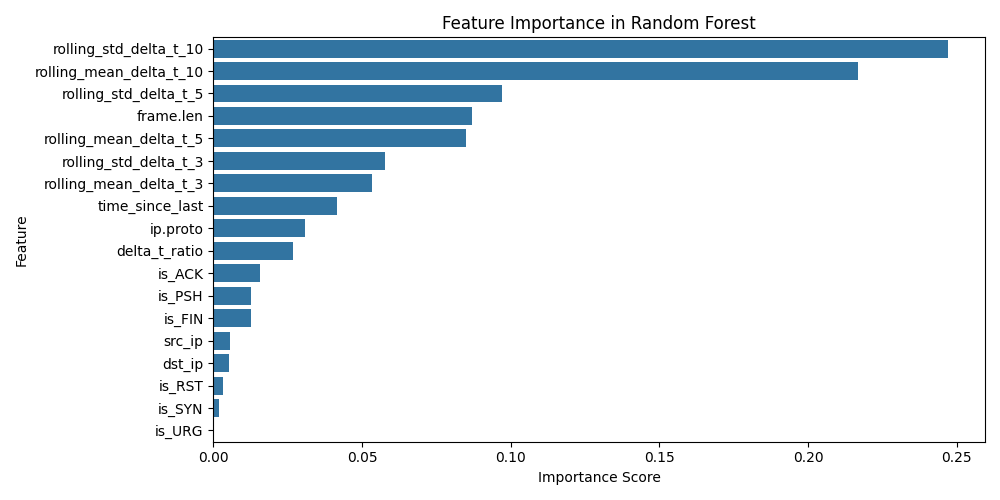 Feature Importance in Random Forest
Feature
rolling_std_delta_t_10
rolling_mean_delta_t_10
rolling_std_delta_t_5
frame.len
rolling_mean_delta_t_5
rolling_std_delta_t_3
rolling_mean_delta_t_3
time_since_last
ip.proto
delta_t_ratio
is_ACK
is_PSH
is_FIN
src_ip
dst_ip
is_RST
is_SYN
is_URG
0.00 0.05 0.10 0.15 0.20 0.25
Importance Score